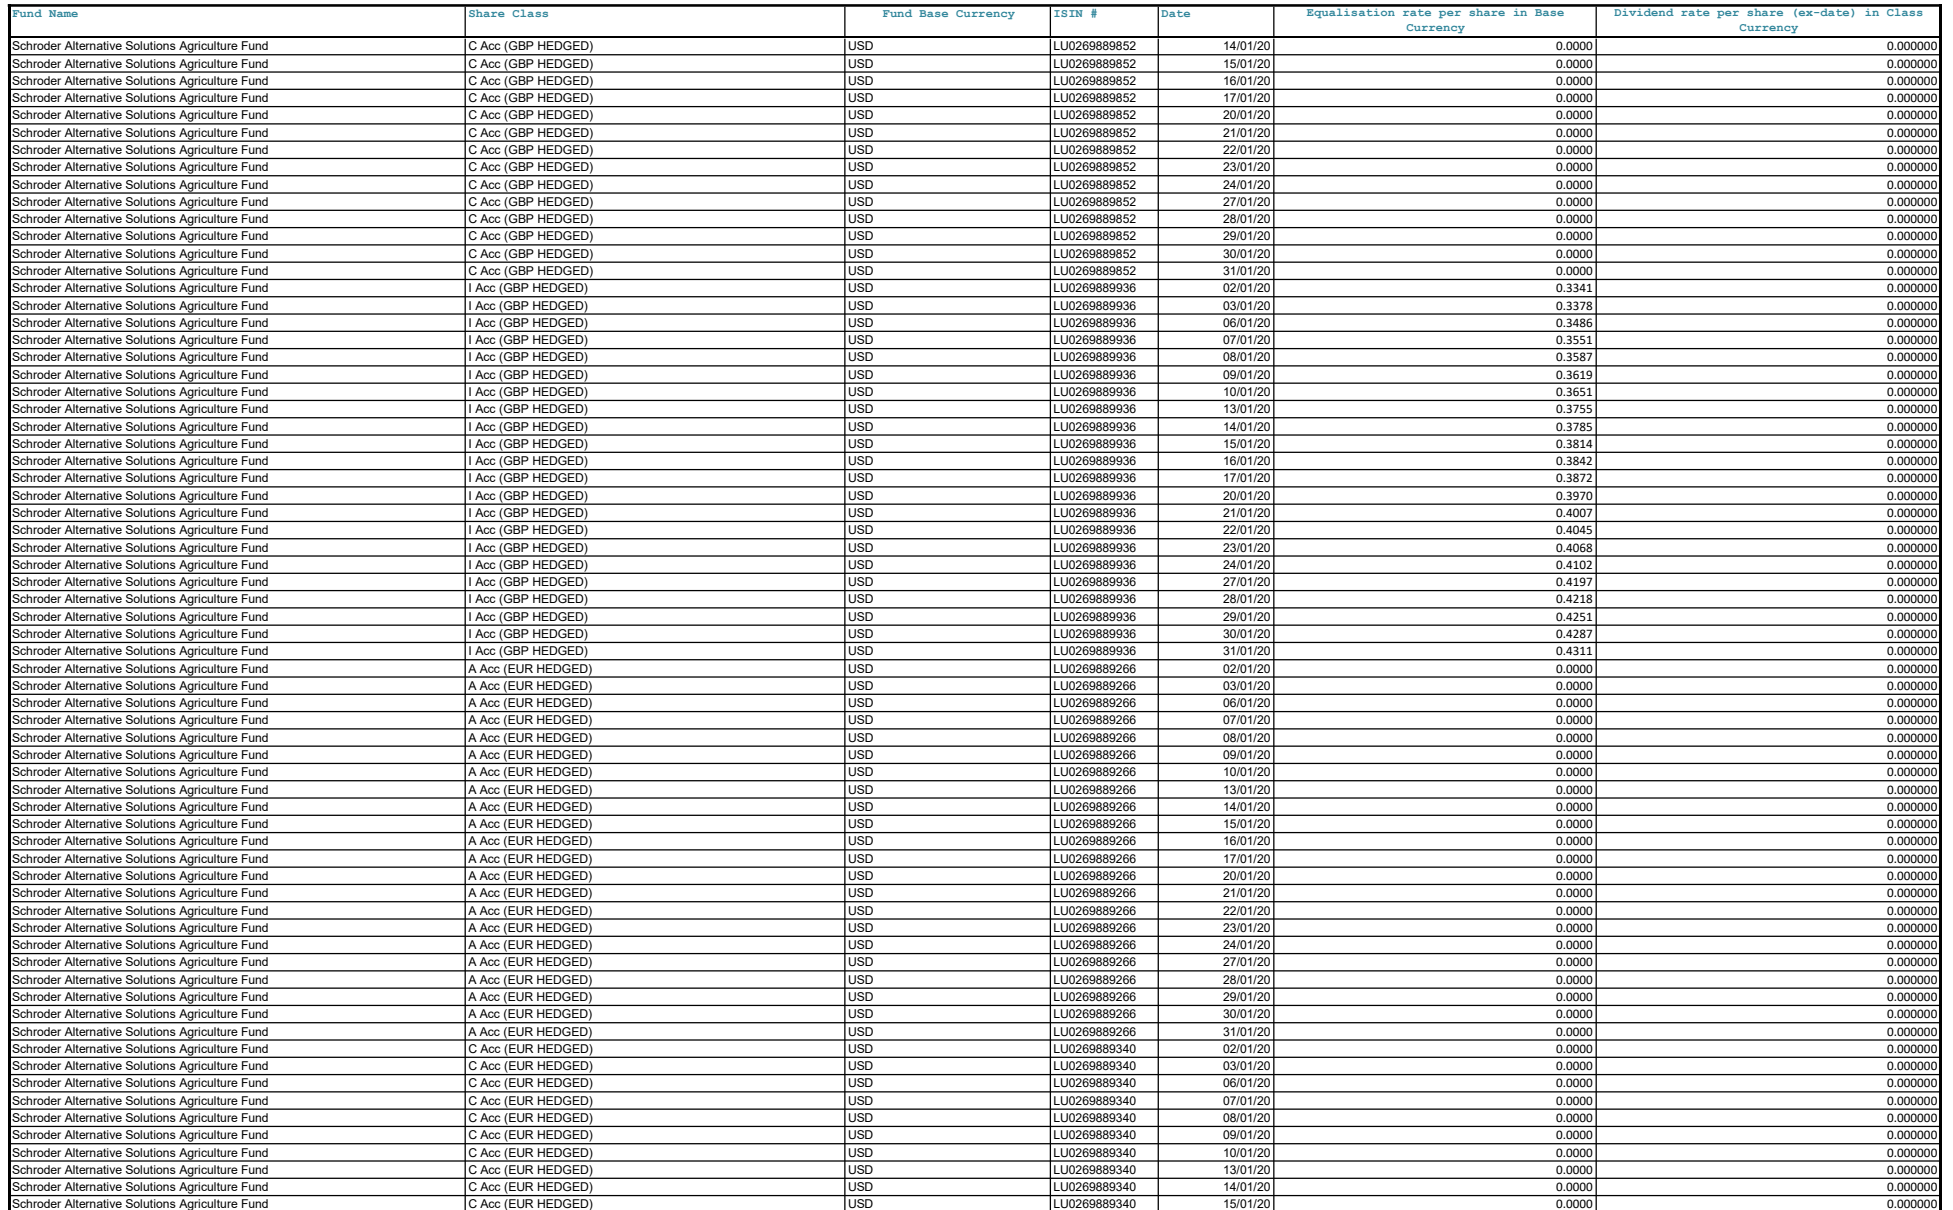 Fund Name Share Class Fund Base Currency ISIN # Date Equalisation rate per share in Base Currency Dividend rate per share (ex-date) in Class Currency
Schroder Alternative Solutions Agriculture Fund C Acc (GBP HEDGED) USD LU0269889852 14/01/20 0.0000 0.000000
Schroder Alternative Solutions Agriculture Fund C Acc (GBP HEDGED) USD LU0269889852 15/01/20 0.0000 0.000000
Schroder Alternative Solutions Agriculture Fund C Acc (GBP HEDGED) USD LU0269889852 16/01/20 0.0000 0.000000
Schroder Alternative Solutions Agriculture Fund C Acc (GBP HEDGED) USD LU0269889852 17/01/20 0.0000 0.000000
Schroder Alternative Solutions Agriculture Fund C Acc (GBP HEDGED) USD LU0269889852 20/01/20 0.0000 0.000000
Schroder Alternative Solutions Agriculture Fund C Acc (GBP HEDGED) USD LU0269889852 21/01/20 0.0000 0.000000
Schroder Alternative Solutions Agriculture Fund C Acc (GBP HEDGED) USD LU0269889852 22/01/20 0.0000 0.000000
Schroder Alternative Solutions Agriculture Fund C Acc (GBP HEDGED) USD LU0269889852 23/01/20 0.0000 0.000000
Schroder Alternative Solutions Agriculture Fund C Acc (GBP HEDGED) USD LU0269889852 24/01/20 0.0000 0.000000
Schroder Alternative Solutions Agriculture Fund C Acc (GBP HEDGED) USD LU0269889852 27/01/20 0.0000 0.000000
Schroder Alternative Solutions Agriculture Fund C Acc (GBP HEDGED) USD LU0269889852 28/01/20 0.0000 0.000000
Schroder Alternative Solutions Agriculture Fund C Acc (GBP HEDGED) USD LU0269889852 29/01/20 0.0000 0.000000
Schroder Alternative Solutions Agriculture Fund C Acc (GBP HEDGED) USD LU0269889852 30/01/20 0.0000 0.000000
Schroder Alternative Solutions Agriculture Fund C Acc (GBP HEDGED) USD LU0269889852 31/01/20 0.0000 0.000000
Schroder Alternative Solutions Agriculture Fund I Acc (GBP HEDGED) USD LU0269889936 02/01/20 0.3341 0.000000
Schroder Alternative Solutions Agriculture Fund I Acc (GBP HEDGED) USD LU0269889936 03/01/20 0.3378 0.000000
Schroder Alternative Solutions Agriculture Fund I Acc (GBP HEDGED) USD LU0269889936 06/01/20 0.3486 0.000000
Schroder Alternative Solutions Agriculture Fund I Acc (GBP HEDGED) USD LU0269889936 07/01/20 0.3551 0.000000
Schroder Alternative Solutions Agriculture Fund I Acc (GBP HEDGED) USD LU0269889936 08/01/20 0.3587 0.000000
Schroder Alternative Solutions Agriculture Fund I Acc (GBP HEDGED) USD LU0269889936 09/01/20 0.3619 0.000000
Schroder Alternative Solutions Agriculture Fund I Acc (GBP HEDGED) USD LU0269889936 10/01/20 0.3651 0.000000
Schroder Alternative Solutions Agriculture Fund I Acc (GBP HEDGED) USD LU0269889936 13/01/20 0.3755 0.000000
Schroder Alternative Solutions Agriculture Fund I Acc (GBP HEDGED) USD LU0269889936 14/01/20 0.3785 0.000000
Schroder Alternative Solutions Agriculture Fund I Acc (GBP HEDGED) USD LU0269889936 15/01/20 0.3814 0.000000
Schroder Alternative Solutions Agriculture Fund I Acc (GBP HEDGED) USD LU0269889936 16/01/20 0.3842 0.000000
Schroder Alternative Solutions Agriculture Fund I Acc (GBP HEDGED) USD LU0269889936 17/01/20 0.3872 0.000000
Schroder Alternative Solutions Agriculture Fund I Acc (GBP HEDGED) USD LU0269889936 20/01/20 0.3970 0.000000
Schroder Alternative Solutions Agriculture Fund I Acc (GBP HEDGED) USD LU0269889936 21/01/20 0.4007 0.000000
Schroder Alternative Solutions Agriculture Fund I Acc (GBP HEDGED) USD LU0269889936 22/01/20 0.4045 0.000000
Schroder Alternative Solutions Agriculture Fund I Acc (GBP HEDGED) USD LU0269889936 23/01/20 0.4068 0.000000
Schroder Alternative Solutions Agriculture Fund I Acc (GBP HEDGED) USD LU0269889936 24/01/20 0.4102 0.000000
Schroder Alternative Solutions Agriculture Fund I Acc (GBP HEDGED) USD LU0269889936 27/01/20 0.4197 0.000000
Schroder Alternative Solutions Agriculture Fund I Acc (GBP HEDGED) USD LU0269889936 28/01/20 0.4218 0.000000
Schroder Alternative Solutions Agriculture Fund I Acc (GBP HEDGED) USD LU0269889936 29/01/20 0.4251 0.000000
Schroder Alternative Solutions Agriculture Fund I Acc (GBP HEDGED) USD LU0269889936 30/01/20 0.4287 0.000000
Schroder Alternative Solutions Agriculture Fund I Acc (GBP HEDGED) USD LU0269889936 31/01/20 0.4311 0.000000
Schroder Alternative Solutions Agriculture Fund A Acc (EUR HEDGED) USD LU0269889266 02/01/20 0.0000 0.000000
Schroder Alternative Solutions Agriculture Fund A Acc (EUR HEDGED) USD LU0269889266 03/01/20 0.0000 0.000000
Schroder Alternative Solutions Agriculture Fund A Acc (EUR HEDGED) USD LU0269889266 06/01/20 0.0000 0.000000
Schroder Alternative Solutions Agriculture Fund A Acc (EUR HEDGED) USD LU0269889266 07/01/20 0.0000 0.000000
Schroder Alternative Solutions Agriculture Fund A Acc (EUR HEDGED) USD LU0269889266 08/01/20 0.0000 0.000000
Schroder Alternative Solutions Agriculture Fund A Acc (EUR HEDGED) USD LU0269889266 09/01/20 0.0000 0.000000
Schroder Alternative Solutions Agriculture Fund A Acc (EUR HEDGED) USD LU0269889266 10/01/20 0.0000 0.000000
Schroder Alternative Solutions Agriculture Fund A Acc (EUR HEDGED) USD LU0269889266 13/01/20 0.0000 0.000000
Schroder Alternative Solutions Agriculture Fund A Acc (EUR HEDGED) USD LU0269889266 14/01/20 0.0000 0.000000
Schroder Alternative Solutions Agriculture Fund A Acc (EUR HEDGED) USD LU0269889266 15/01/20 0.0000 0.000000
Schroder Alternative Solutions Agriculture Fund A Acc (EUR HEDGED) USD LU0269889266 16/01/20 0.0000 0.000000
Schroder Alternative Solutions Agriculture Fund A Acc (EUR HEDGED) USD LU0269889266 17/01/20 0.0000 0.000000
Schroder Alternative Solutions Agriculture Fund A Acc (EUR HEDGED) USD LU0269889266 20/01/20 0.0000 0.000000
Schroder Alternative Solutions Agriculture Fund A Acc (EUR HEDGED) USD LU0269889266 21/01/20 0.0000 0.000000
Schroder Alternative Solutions Agriculture Fund A Acc (EUR HEDGED) USD LU0269889266 22/01/20 0.0000 0.000000
Schroder Alternative Solutions Agriculture Fund A Acc (EUR HEDGED) USD LU0269889266 23/01/20 0.0000 0.000000
Schroder Alternative Solutions Agriculture Fund A Acc (EUR HEDGED) USD LU0269889266 24/01/20 0.0000 0.000000
Schroder Alternative Solutions Agriculture Fund A Acc (EUR HEDGED) USD LU0269889266 27/01/20 0.0000 0.000000
Schroder Alternative Solutions Agriculture Fund A Acc (EUR HEDGED) USD LU0269889266 28/01/20 0.0000 0.000000
Schroder Alternative Solutions Agriculture Fund A Acc (EUR HEDGED) USD LU0269889266 29/01/20 0.0000 0.000000
Schroder Alternative Solutions Agriculture Fund A Acc (EUR HEDGED) USD LU0269889266 30/01/20 0.0000 0.000000
Schroder Alternative Solutions Agriculture Fund A Acc (EUR HEDGED) USD LU0269889266 31/01/20 0.0000 0.000000
Schroder Alternative Solutions Agriculture Fund C Acc (EUR HEDGED) USD LU0269889340 02/01/20 0.0000 0.000000
Schroder Alternative Solutions Agriculture Fund C Acc (EUR HEDGED) USD LU0269889340 03/01/20 0.0000 0.000000
Schroder Alternative Solutions Agriculture Fund C Acc (EUR HEDGED) USD LU0269889340 06/01/20 0.0000 0.000000
Schroder Alternative Solutions Agriculture Fund C Acc (EUR HEDGED) USD LU0269889340 07/01/20 0.0000 0.000000
Schroder Alternative Solutions Agriculture Fund C Acc (EUR HEDGED) USD LU0269889340 08/01/20 0.0000 0.000000
Schroder Alternative Solutions Agriculture Fund C Acc (EUR HEDGED) USD LU0269889340 09/01/20 0.0000 0.000000
Schroder Alternative Solutions Agriculture Fund C Acc (EUR HEDGED) USD LU0269889340 10/01/20 0.0000 0.000000
Schroder Alternative Solutions Agriculture Fund C Acc (EUR HEDGED) USD LU0269889340 13/01/20 0.0000 0.000000
Schroder Alternative Solutions Agriculture Fund C Acc (EUR HEDGED) USD LU0269889340 14/01/20 0.0000 0.000000
Schroder Alternative Solutions Agriculture Fund C Acc (EUR HEDGED) USD LU0269889340 15/01/20 0.0000 0.000000